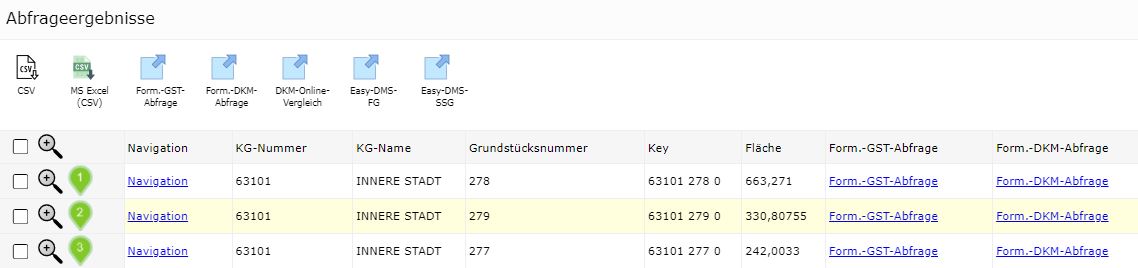 Abfrageergebnisse
CSV MS Excel (CSV) Form.-GST-Abfrage Form.-DKM-Abfrage DKM-Online-Vergleich Easy-DMS-FG Easy-DMS-SSG
Navigation KG-Nummer KG-Name Grundstücksnummer Key Fläche Form.-GST-Abfrage Form.-DKM-Abfrage
1 Navigation 63101 INNERE STADT 278 63101 278 0 663,271 Form.-GST-Abfrage Form.-DKM-Abfrage
2 Navigation 63101 INNERE STADT 279 63101 279 0 330,80755 Form.-GST-Abfrage Form.-DKM-Abfrage
3 Navigation 63101 INNERE STADT 277 63101 277 0 242,0033 Form.-GST-Abfrage Form.-DKM-Abfrage